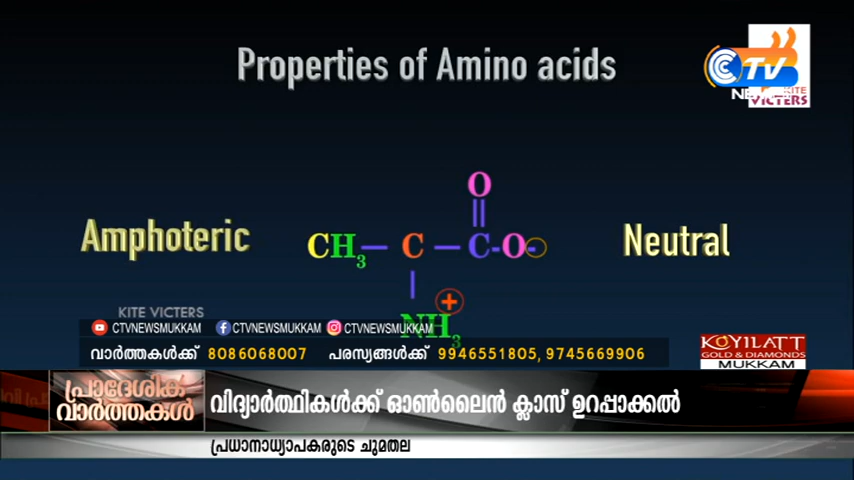 Properties of Amino acids
CTV
NEWS
KITE
VICTERS
O
Amphoteric
CH3 – C – C-O-
Neutral
+
NH3
KITE VICTERS
CTVNEWSMUKKAM CTVNEWSMUKKAM CTVNEWSMUKKAM
വാർത്തകൾക്ക് 8086068007 പരസ്യങ്ങൾക്ക് 9946551805, 9745669906
KOYILATT
GOLD & DIAMONDS
MUKKAM
പ്രാദേശിക
വാർത്തകൾ
വിദ്യാർത്ഥികൾക്ക് ഓൺലൈൻ ക്ലാസ് ഉറപ്പാക്കൽ
പ്രധാനാധ്യാപകരുടെ ചുമതല